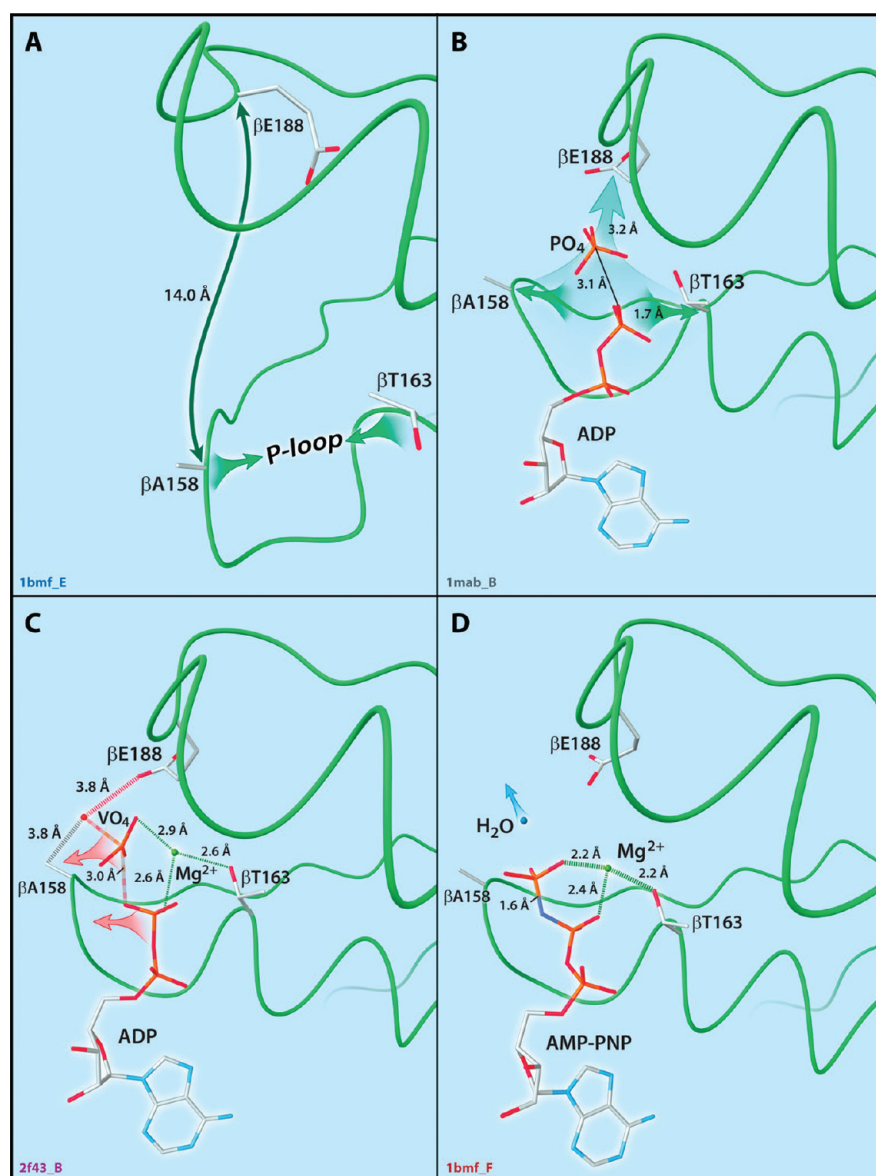 A
βE188
14.0 Å
βT163
P-loop
βA158
1bmf_E
B
βE188
3.2 Å
PO4
βT163
3.1 Å
βA158
1.7 Å
ADP
1mab_B
C
βE188
3.8 Å
VO4
3.8 Å
2.9 Å
2.6 Å
Mg2+
βA158
3.0 Å
2.6 Å
βT163
ADP
2f43_B
D
βE188
H2O
Mg2+
2.2 Å
2.2 Å
βA158
2.4 Å
1.6 Å
βT163
AMP-PNP
1bmf_F